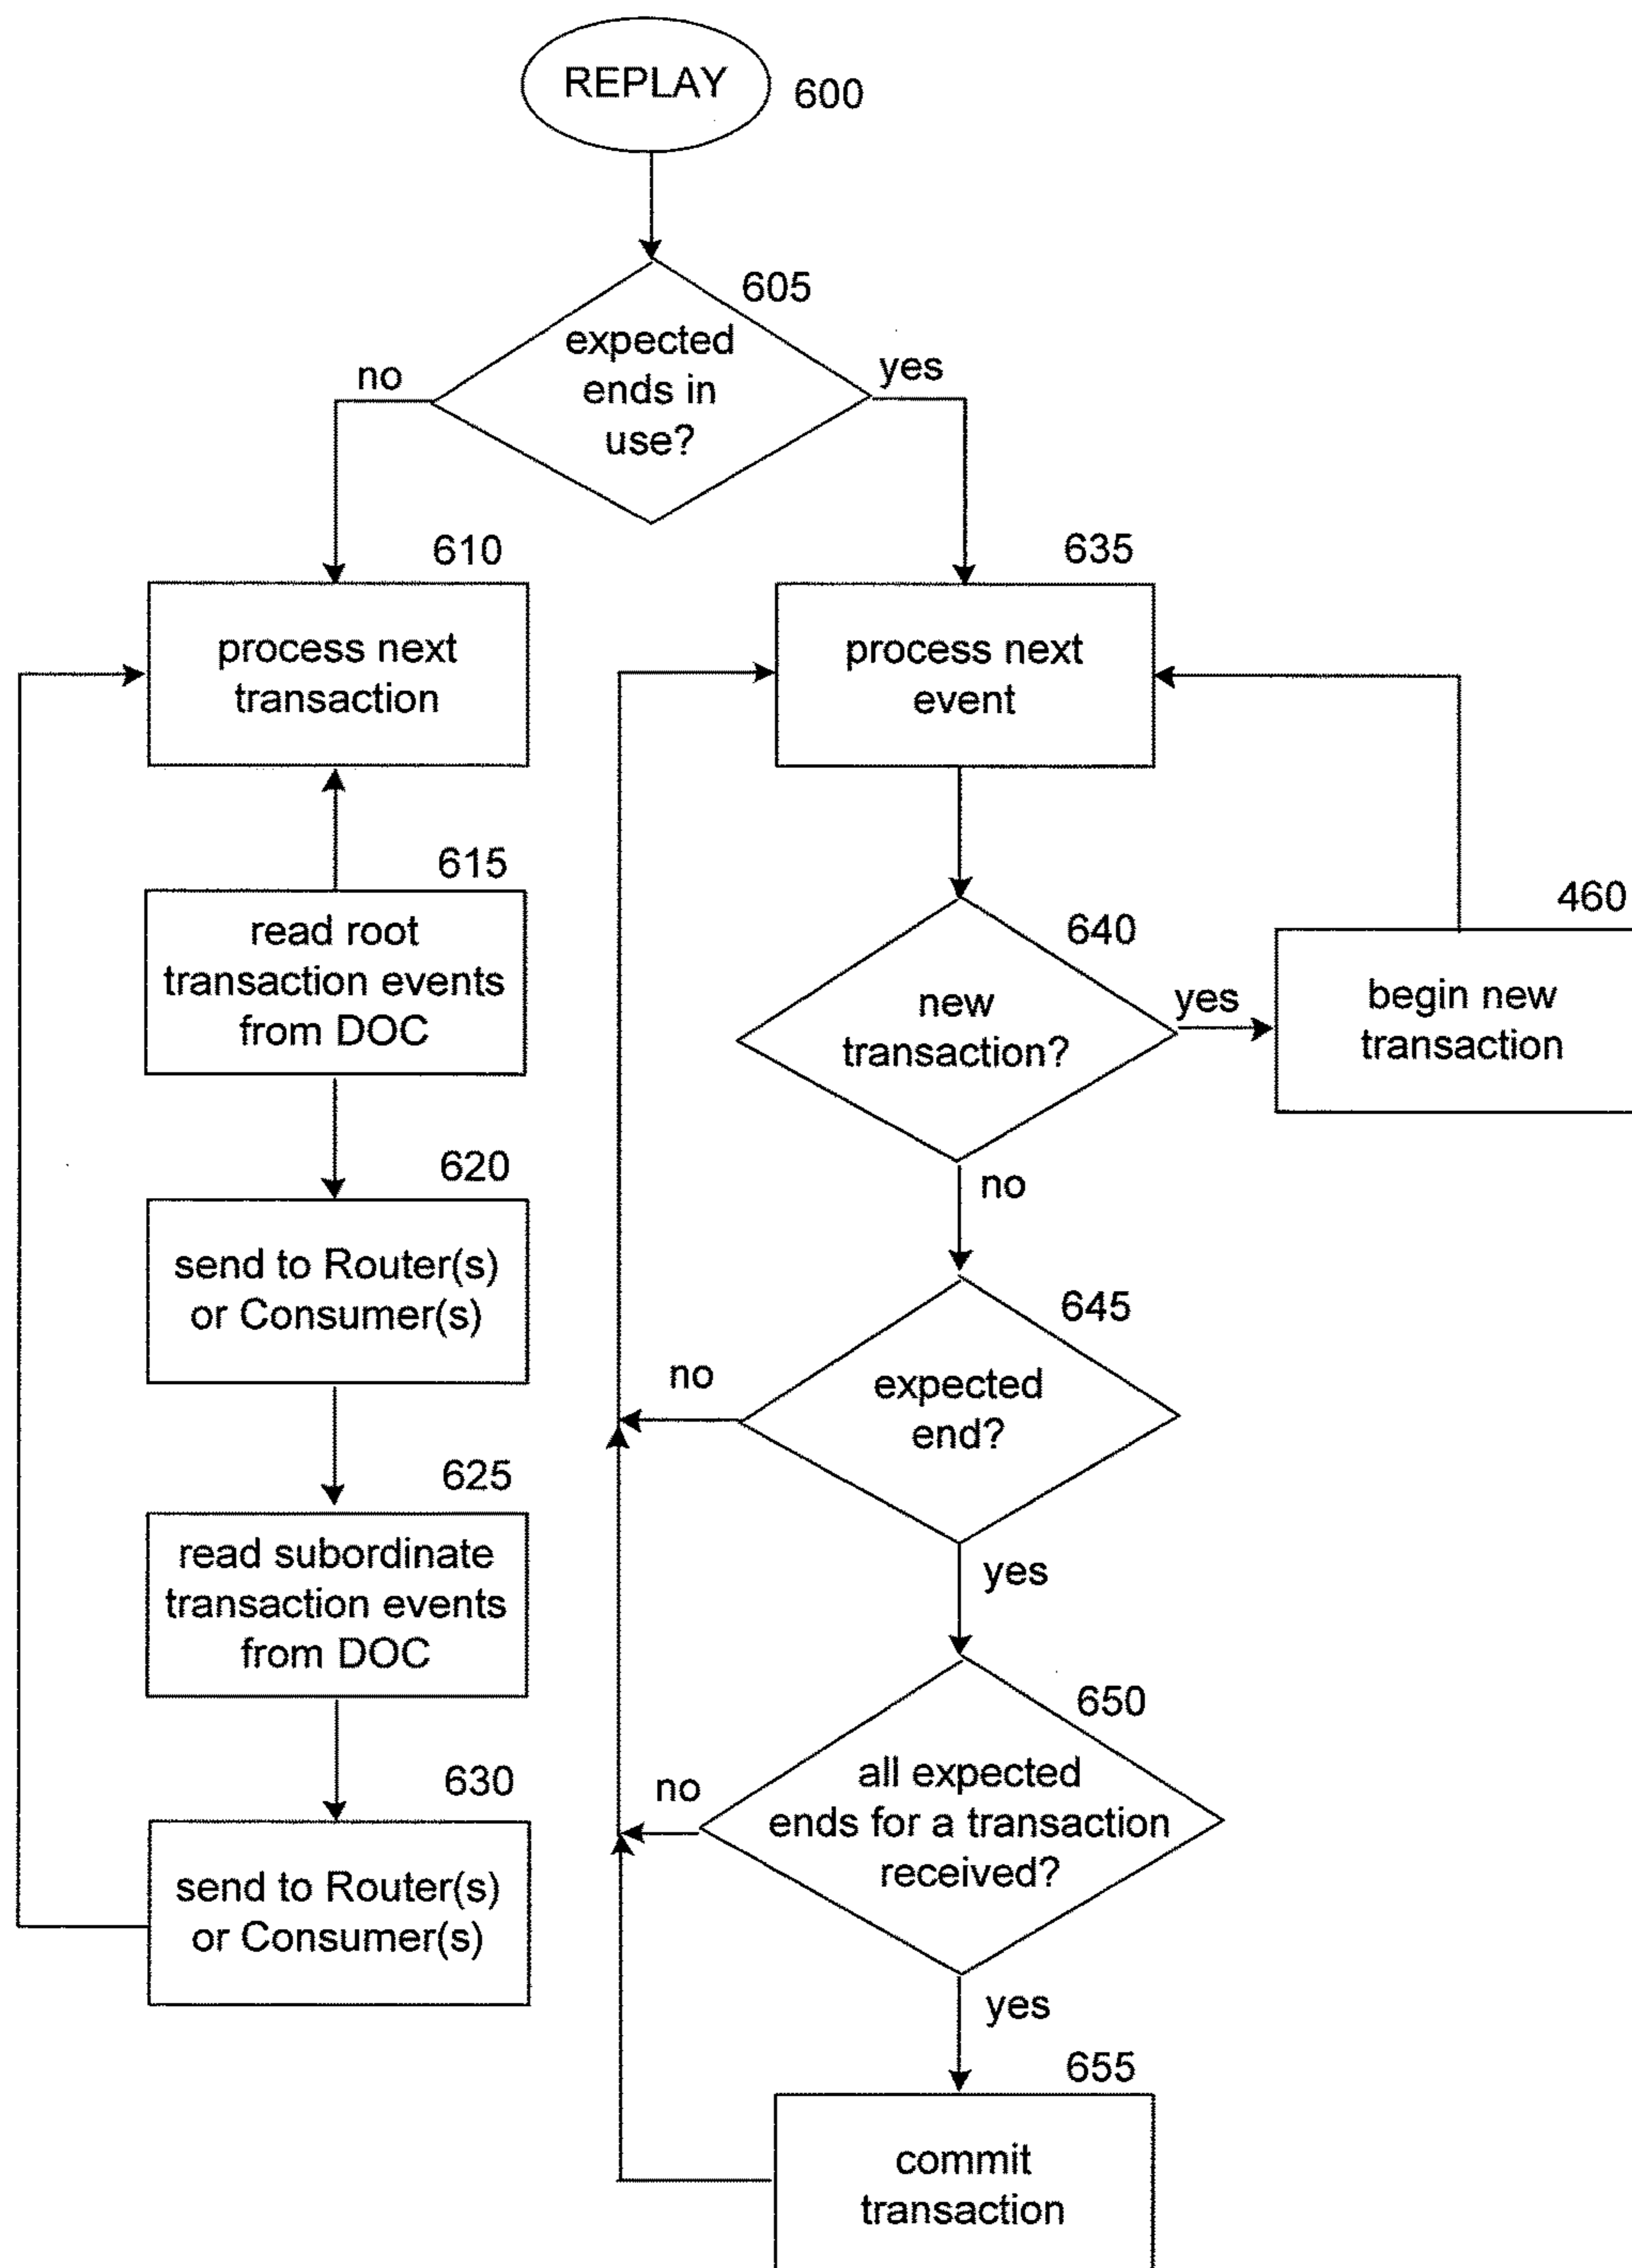 REPLAY
600
605
expected
ends in
use?
no
yes
610
process next
transaction
635
process next
event
615
read root
transaction events
from DOC
640
new
transaction?
yes
460
begin new
transaction
no
620
send to Router(s)
or Consumer(s)
645
expected
end?
no
yes
625
read subordinate
transaction events
from DOC
650
all expected
ends for a transaction
received?
no
yes
630
send to Router(s)
or Consumer(s)
655
commit
transaction